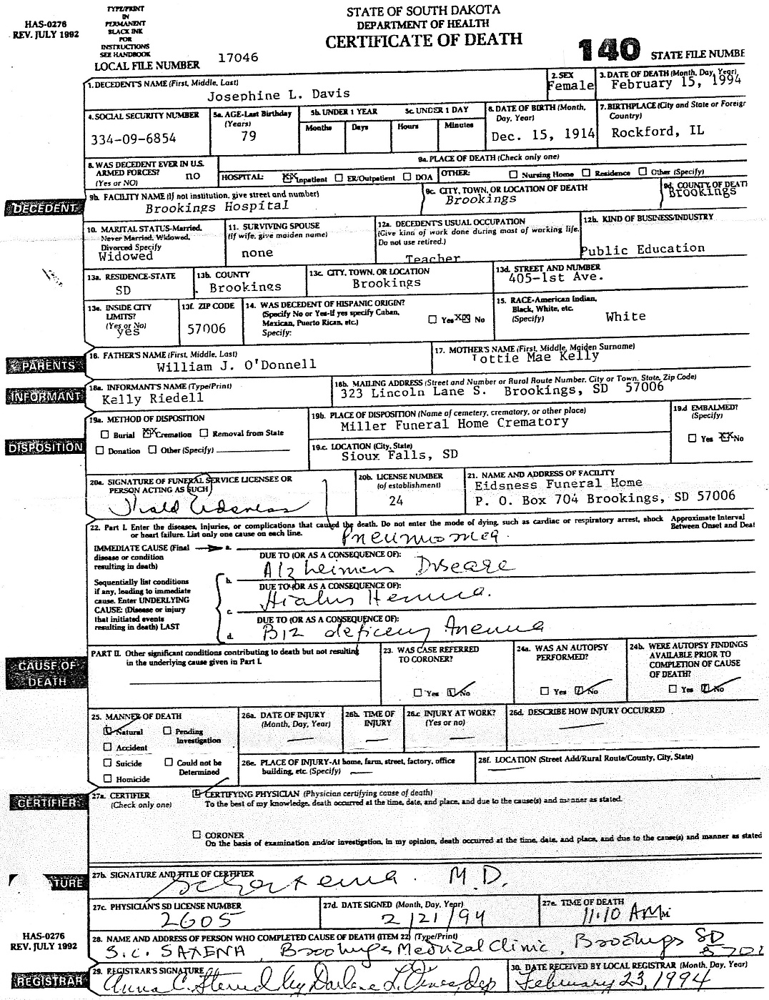 HAS-0276
REV. JULY 1992
TYPE/PRINT
IN
PERMANENT
BLACK INK
FOR
INSTRUCTIONS
SEE HANDBOOK
LOCAL FILE NUMBER 17046
STATE OF SOUTH DAKOTA
DEPARTMENT OF HEALTH
CERTIFICATE OF DEATH
140 STATE FILE NUMBE
1. DECEDENT'S NAME (First, Middle, Last)
Josephine L. Davis
2. SEX
Female
3. DATE OF DEATH (Month, Day, Year)
February 15, 1994
4. SOCIAL SECURITY NUMBER
334-09-6854
5a. AGE-Last Birthday
(Years)
79
5b. UNDER 1 YEAR
Months Days
5c. UNDER 1 DAY
Hours Minutes
6. DATE OF BIRTH (Month,
Day, Year)
Dec. 15, 1914
7. BIRTHPLACE (City and State or Foreigr
Country)
Rockford, IL
8. WAS DECEDENT EVER IN U.S.
ARMED FORCES?
(Yes or NO) no
9a. PLACE OF DEATH (Check only one)
HOSPITAL: XX Inpatient ER/Outpatient DOA OTHER: Nursing Home Residence Other (Specify)
DECEDENT
9b. FACILITY NAME (If not institution, give street and number)
Brookings Hospital
9c. CITY, TOWN, OR LOCATION OF DEATH
Brookings
9d. COUNTY OF DEATI
Brookings
10. MARITAL STATUS-Married,
Never Married, Widowed,
Divorced Specify
Widowed
11. SURVIVING SPOUSE
(If wife, give maiden name)
none
12a. DECEDENT'S USUAL OCCUPATION
(Give kind of work done during most of working life.
Do not use retired.)
Teacher
12b. KIND OF BUSINESS/INDUSTRY
Public Education
13a. RESIDENCE-STATE
SD
13b. COUNTY
Brookings
13c. CITY, TOWN, OR LOCATION
Brookings
13d. STREET AND NUMBER
405-1st Ave.
13e. INSIDE CITY
LIMITS?
(Yes or No)
yes
13f. ZIP CODE
57006
14. WAS DECEDENT OF HISPANIC ORIGIN?
(Specify No or Yes-If yes specify Cuban,
Mexican, Puerto Rican, etc.)
Specify:
Yes XX No
15. RACE-American Indian,
Black, White, etc.
(Specify) White
PARENTS
16. FATHER'S NAME (First, Middle, Last)
William J. O'Donnell
17. MOTHER'S NAME (First, Middle, Maiden Surname)
Lottie Mae Kelly
INFORMANT
18a. INFORMANT'S NAME (Type/Print)
Kelly Riedell
18b. MAILING ADDRESS (Street and Number or Rural Route Number, City or Town, State, Zip Code)
323 Lincoln Lane S. Brookings, SD 57006
DISPOSITION
19a. METHOD OF DISPOSITION
Burial XX Cremation Removal from State
Donation Other (Specify)
19b. PLACE OF DISPOSITION (Name of cemetery, crematory, or other place)
Miller Funeral Home Crematory
19.c. LOCATION (City, State)
Sioux Falls, SD
19.d EMBALMED?
(Specify)
Yes XX No
20a. SIGNATURE OF FUNERAL SERVICE LICENSEE OR
PERSON ACTING AS SUCH
20b. LICENSE NUMBER
(of establishment)
24
21. NAME AND ADDRESS OF FACILITY
Eidsness Funeral Home
P. O. Box 704 Brookings, SD 57006
22. Part I. Enter the diseases, injuries, or complications that caused the death. Do not enter the mode of dying, such as cardiac or respiratory arrest, shock
or heart failure. List only one cause on each line.
Approximate Interval
Between Onset and Deat
IMMEDIATE CAUSE (Final
disease or condition
resulting in death)
a. Pneumonea.
DUE TO (OR AS A CONSEQUENCE OF):
Sequentially list conditions
if any, leading to immediate
cause. Enter UNDERLYING
CAUSE: (Disease or injury
that initiated events
resulting in death) LAST
b. Alzheimers Disease
DUE TO (OR AS A CONSEQUENCE OF):
c. Hiatus Hernia.
DUE TO (OR AS A CONSEQUENCE OF):
d. B12 deficeny Anemia
CAUSE OF
DEATH
PART II. Other significant conditions contributing to death but not resulting
in the underlying cause given in Part I.
23. WAS CASE REFERRED
TO CORONER?
Yes No
24a. WAS AN AUTOPSY
PERFORMED?
Yes No
24b. WERE AUTOPSY FINDINGS
AVAILABLE PRIOR TO
COMPLETION OF CAUSE
OF DEATH?
Yes No
25. MANNER OF DEATH
Natural Pending
Investigation
Accident
Suicide Could not be
Determined
Homicide
26a. DATE OF INJURY
(Month, Day, Year)
26b. TIME OF
INJURY
26c. INJURY AT WORK?
(Yes or no)
26d. DESCRIBE HOW INJURY OCCURRED
26e. PLACE OF INJURY-At home, farm, street, factory, office
building, etc. (Specify)
26f. LOCATION (Street Add/Rural Route/County, City, State)
CERTIFIER
27a. CERTIFIER
(Check only one)
CERTIFYING PHYSICIAN (Physician certifying cause of death)
To the best of my knowledge, death occurred at the time, date, and place, and due to the cause(s) and manner as stated.
CORONER
On the basis of examination and/or investigation, in my opinion, death occurred at the time, date, and place, and due to the cause(s) and manner as stated
TURE
27b. SIGNATURE AND TITLE OF CERTIFIER
M.D.
27c. PHYSICIAN'S SD LICENSE NUMBER
2605
27d. DATE SIGNED (Month, Day, Year)
2/21/94
27e. TIME OF DEATH
11:10 AM
HAS-0276
REV. JULY 1992
28. NAME AND ADDRESS OF PERSON WHO COMPLETED CAUSE OF DEATH (ITEM 22) (Type/Print)
S.C. SAXENA, Brookings Medical Clinic, Brookings SD
REGISTRAR
29. REGISTRAR'S SIGNATURE
30. DATE RECEIVED BY LOCAL REGISTRAR (Month, Day, Year)
February 23, 1994